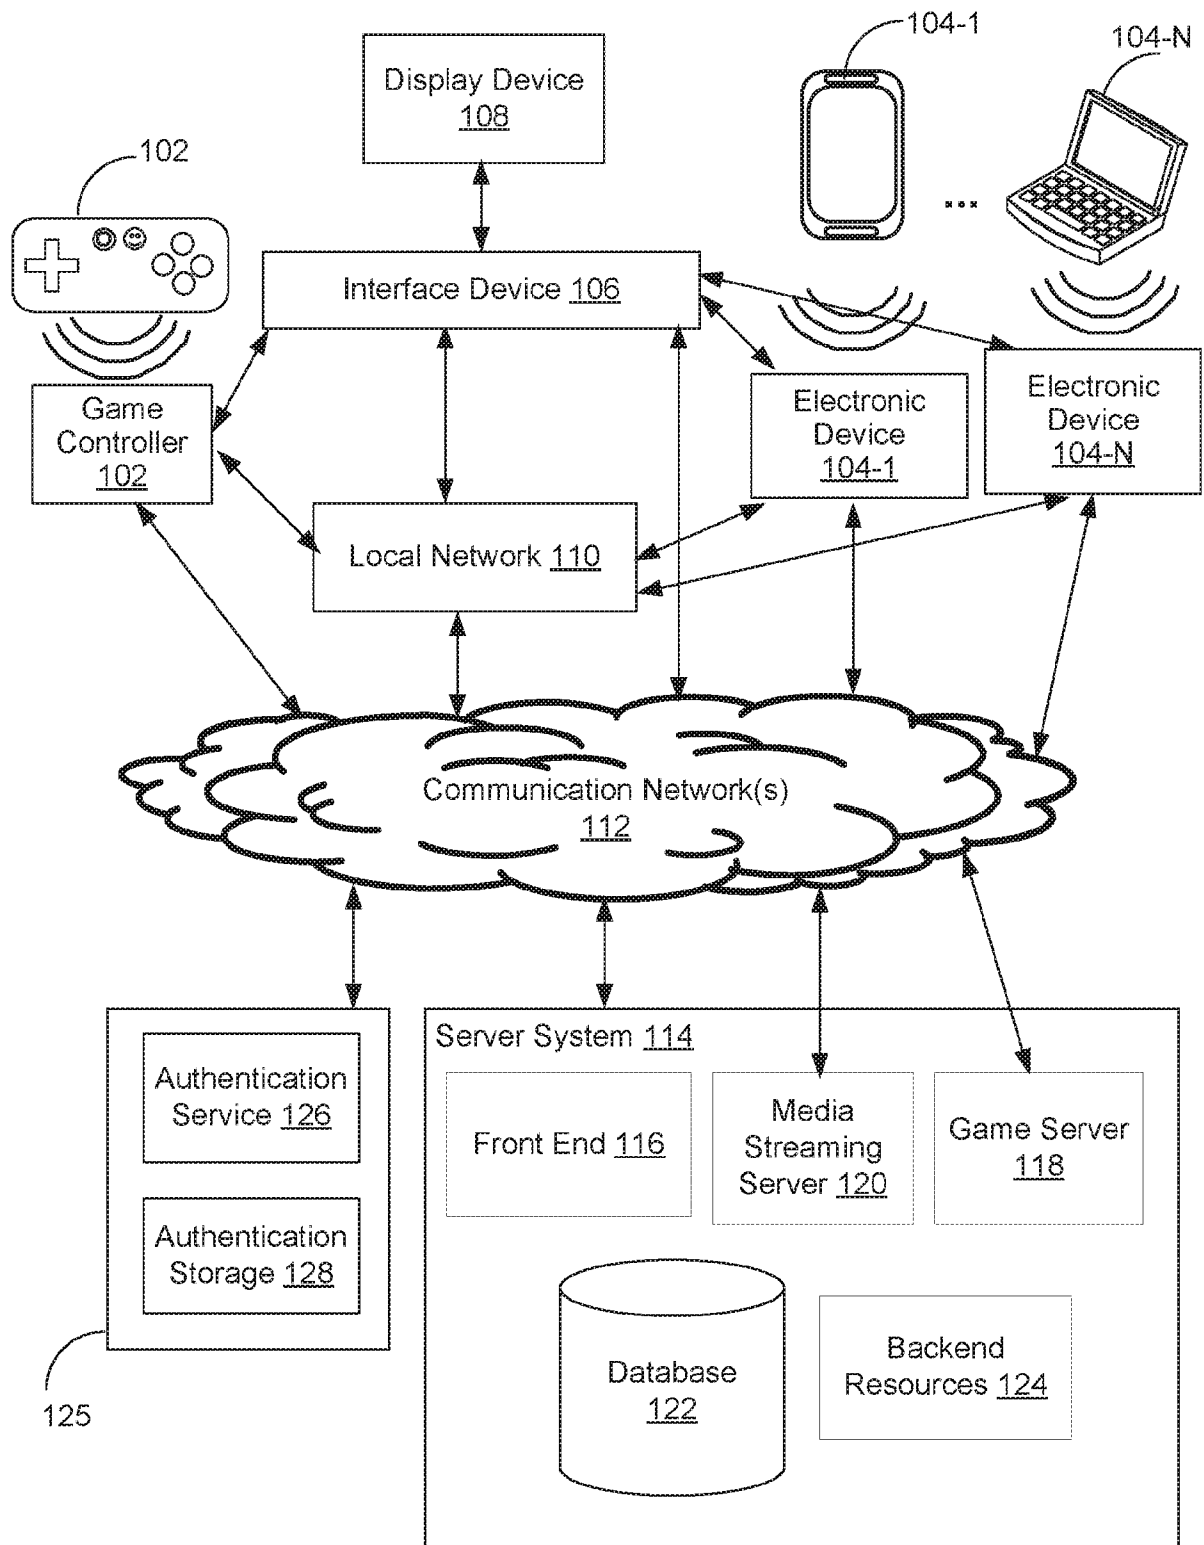 104-1
104-N
Display Device
108
102
...
Interface Device 106
Game
Controller
102
Electronic
Device
104-1
Electronic
Device
104-N
Local Network 110
Communication Network(s)
112
Server System 114
Authentication
Service 126
Front End 116
Media
Streaming
Server 120
Game Server
118
Authentication
Storage 128
125
Database
122
Backend
Resources 124